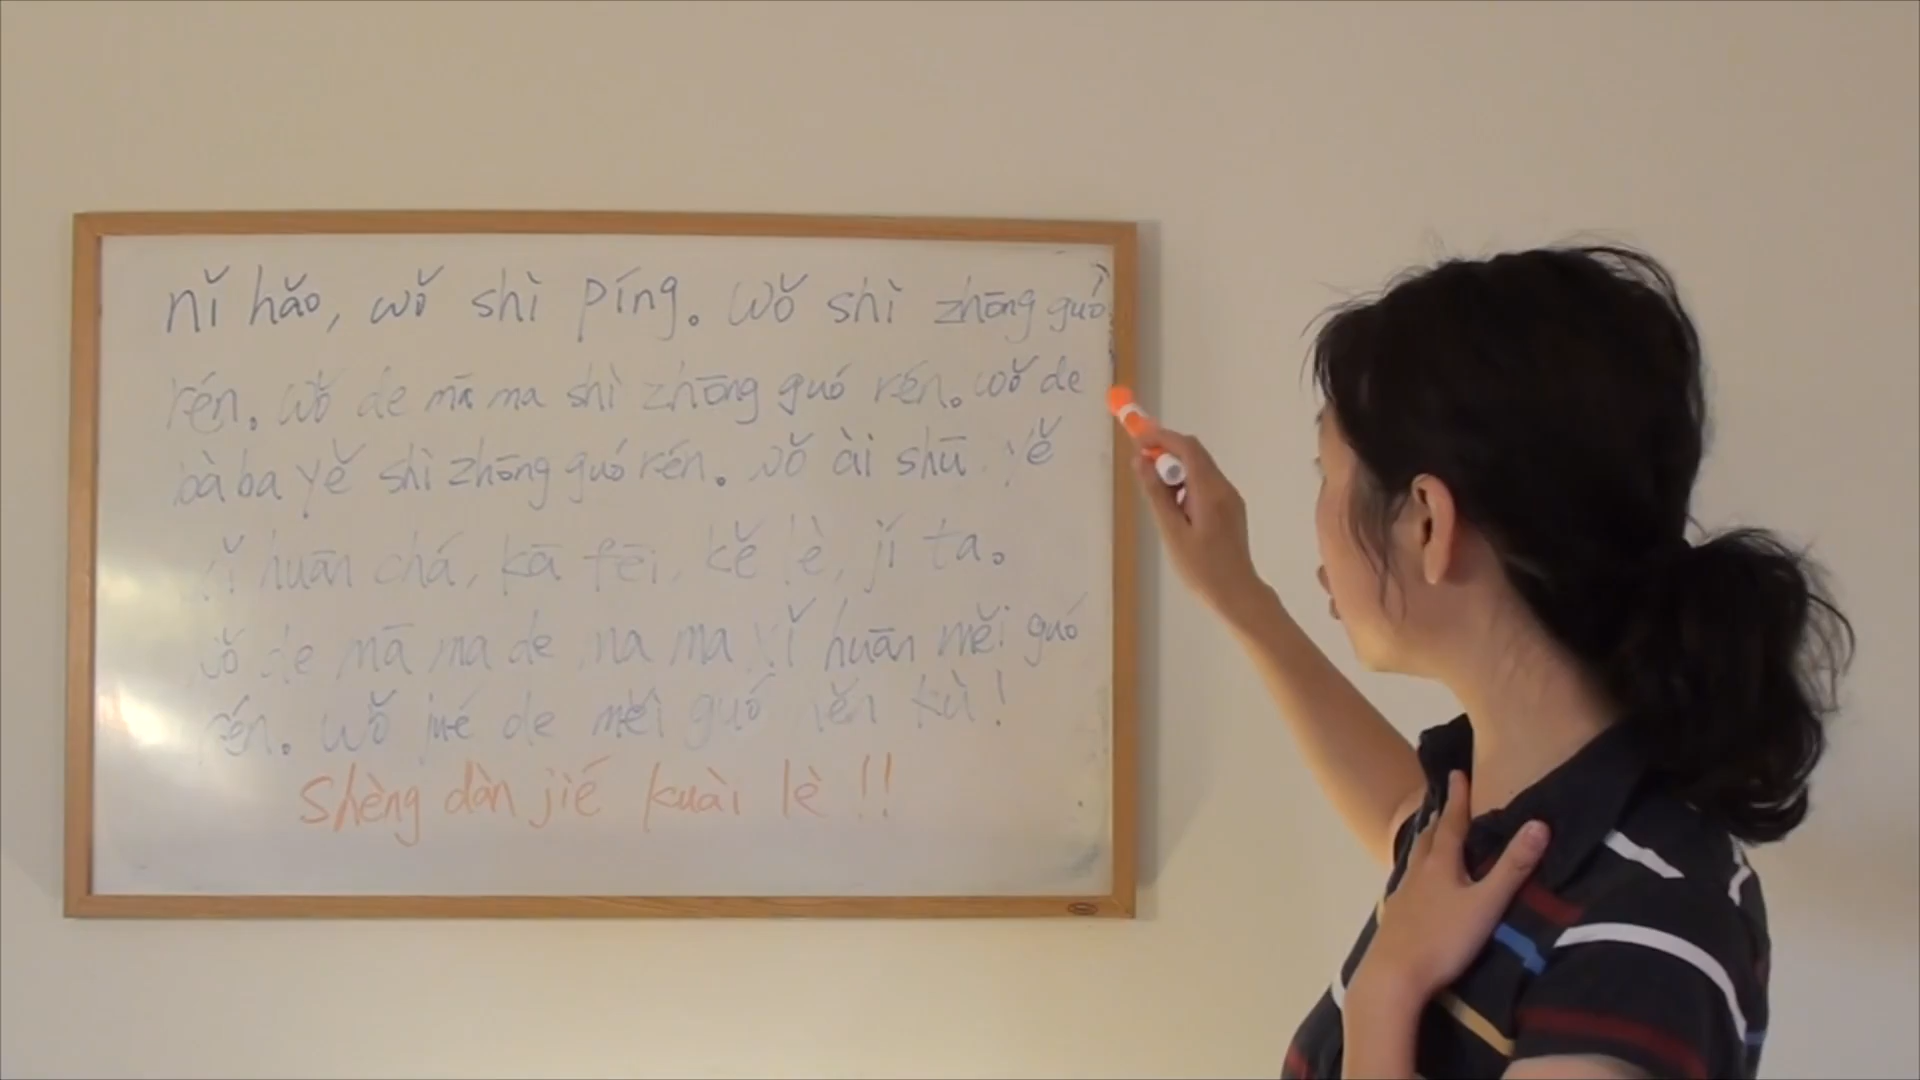 nǐ hǎo, wǒ shì píng。 wǒ shì zhōng guó
rén。 wǒ de mā ma shì zhōng guó rén。 wǒ de
bà ba yě shì zhōng guó rén。 wǒ ài shū. yě
xǐ huān chá, kā fēi, kě lè, jí ta。
wǒ de mā ma de ma ma xǐ huān měi guó
rén。 wǒ jué de měi guó hěn kù!
Shèng dàn jié kuài lè!!